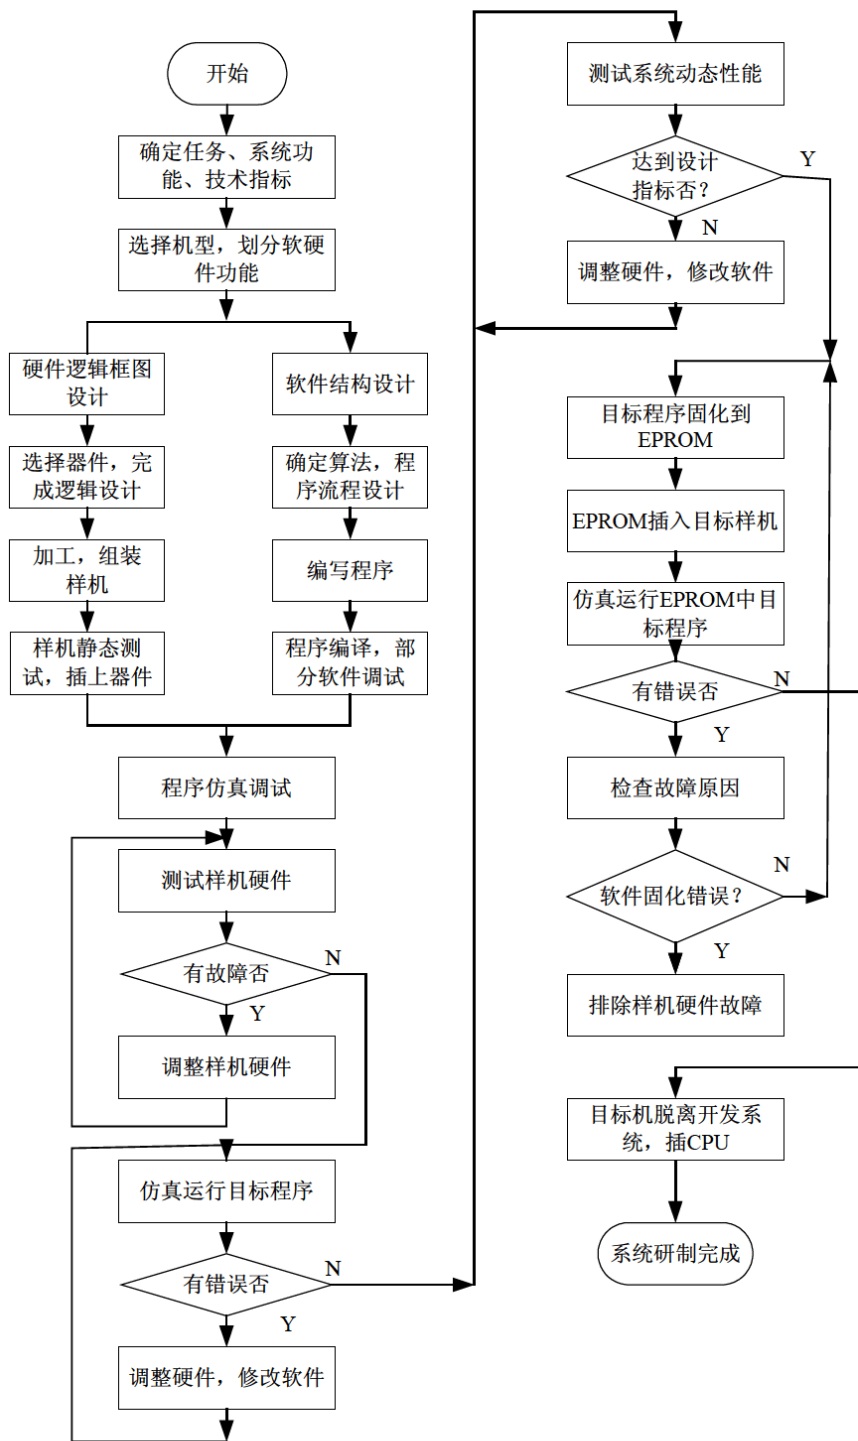 开始
确定任务、系统功
能、技术指标
选择机型，划分软硬
件功能
硬件逻辑框图
设计
选择器件，完
成逻辑设计
加工，组装
样机
样机静态测
试，插上器件
软件结构设计
确定算法，程
序流程设计
编写程序
程序编译，部
分软件调试
程序仿真调试
测试样机硬件
有故障否
N
Y
调整样机硬件
仿真运行目标程序
有错误否
N
Y
调整硬件，修改软件
测试系统动态性能
达到设计
指标否？
Y
N
调整硬件，修改软件
目标程序固化到
EPROM
EPROM插入目标样机
仿真运行EPROM中目
标程序
有错误否
N
Y
检查故障原因
软件固化错误？
N
Y
排除样机硬件故障
目标机脱离开发系
统，插CPU
系统研制完成